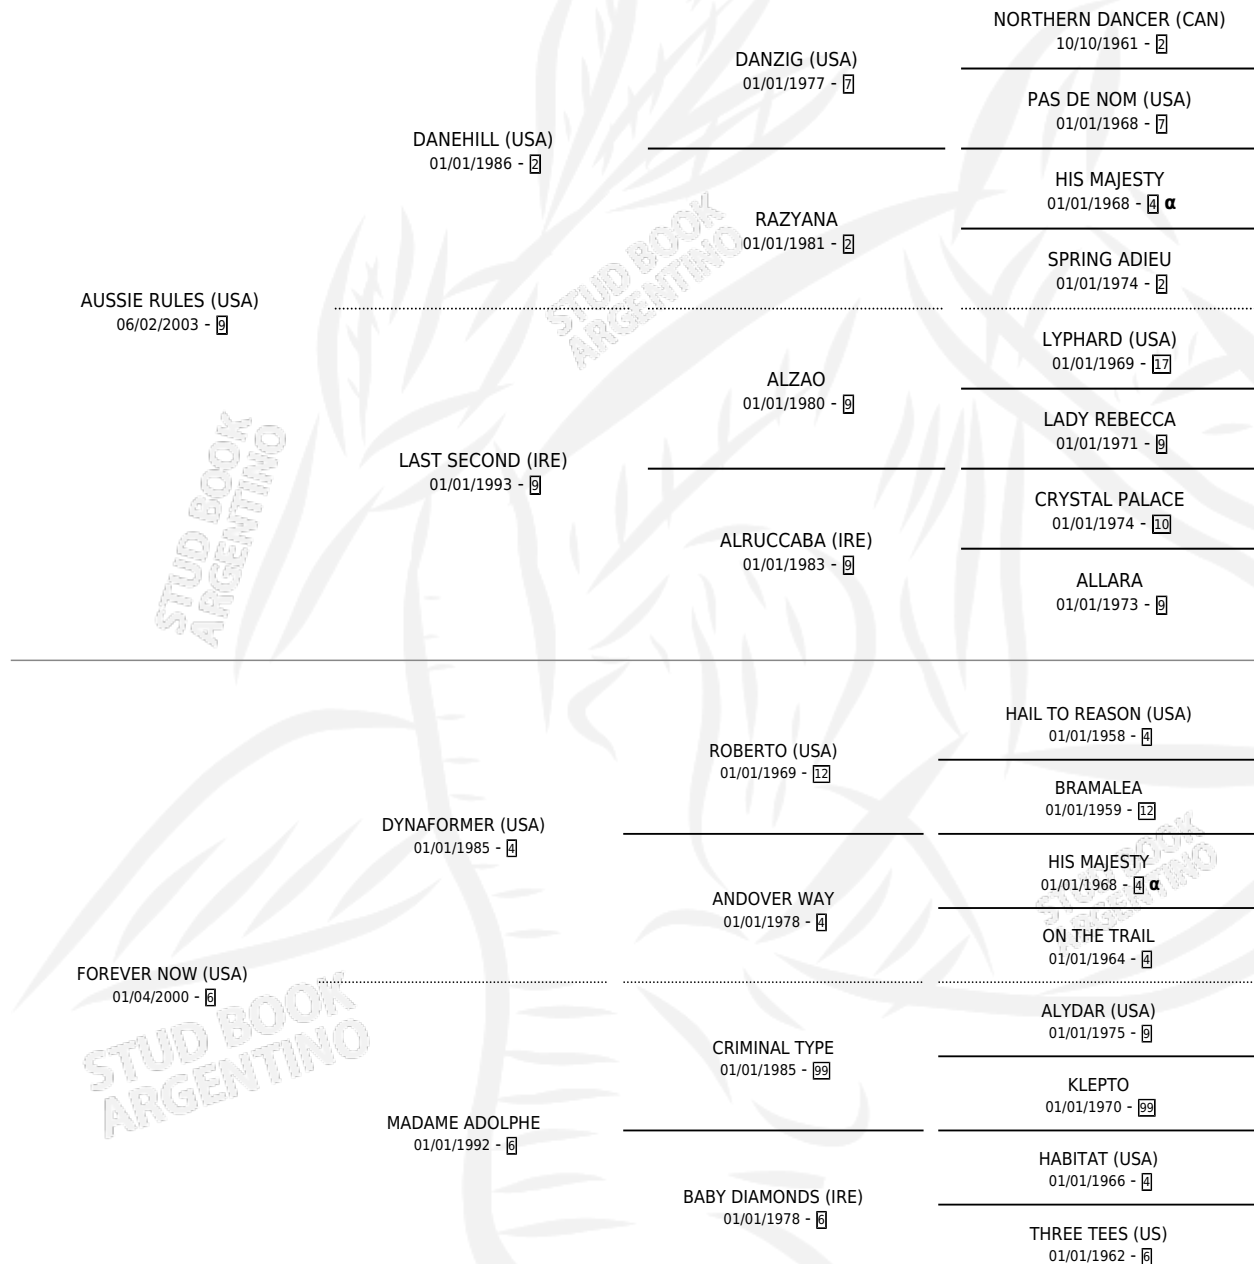 NORTHERN DANCER (CAN)
10/10/1961 - 2
DANZIG (USA)
01/01/1977 - 7
PAS DE NOM (USA)
01/01/1968 - 7
DANEHILL (USA)
01/01/1986 - 2
HIS MAJESTY
01/01/1968 - 4 α
RAZYANA
01/01/1981 - 2
SPRING ADIEU
01/01/1974 - 2
AUSSIE RULES (USA)
06/02/2003 - 9
LYPHARD (USA)
01/01/1969 - 17
ALZAO
01/01/1980 - 9
LADY REBECCA
01/01/1971 - 9
LAST SECOND (IRE)
01/01/1993 - 9
CRYSTAL PALACE
01/01/1974 - 10
ALRUCCABA (IRE)
01/01/1983 - 9
ALLARA
01/01/1973 - 9
HAIL TO REASON (USA)
01/01/1958 - 4
ROBERTO (USA)
01/01/1969 - 12
BRAMALEA
01/01/1959 - 12
DYNAFORMER (USA)
01/01/1985 - 4
HIS MAJESTY
01/01/1968 - 4 α
ANDOVER WAY
01/01/1978 - 4
ON THE TRAIL
01/01/1964 - 4
FOREVER NOW (USA)
01/04/2000 - 6
ALYDAR (USA)
01/01/1975 - 9
CRIMINAL TYPE
01/01/1985 - 99
KLEPTO
01/01/1970 - 99
MADAME ADOLPHE
01/01/1992 - 6
HABITAT (USA)
01/01/1966 - 4
BABY DIAMONDS (IRE)
01/01/1978 - 6
THREE TEES (US)
01/01/1962 - 6
STUD BOOK
ARGENTINO
STUD BOOK
ARGENTINO
STUD BOOK
ARGENTINO
STUD BOOK
ARGENTINO